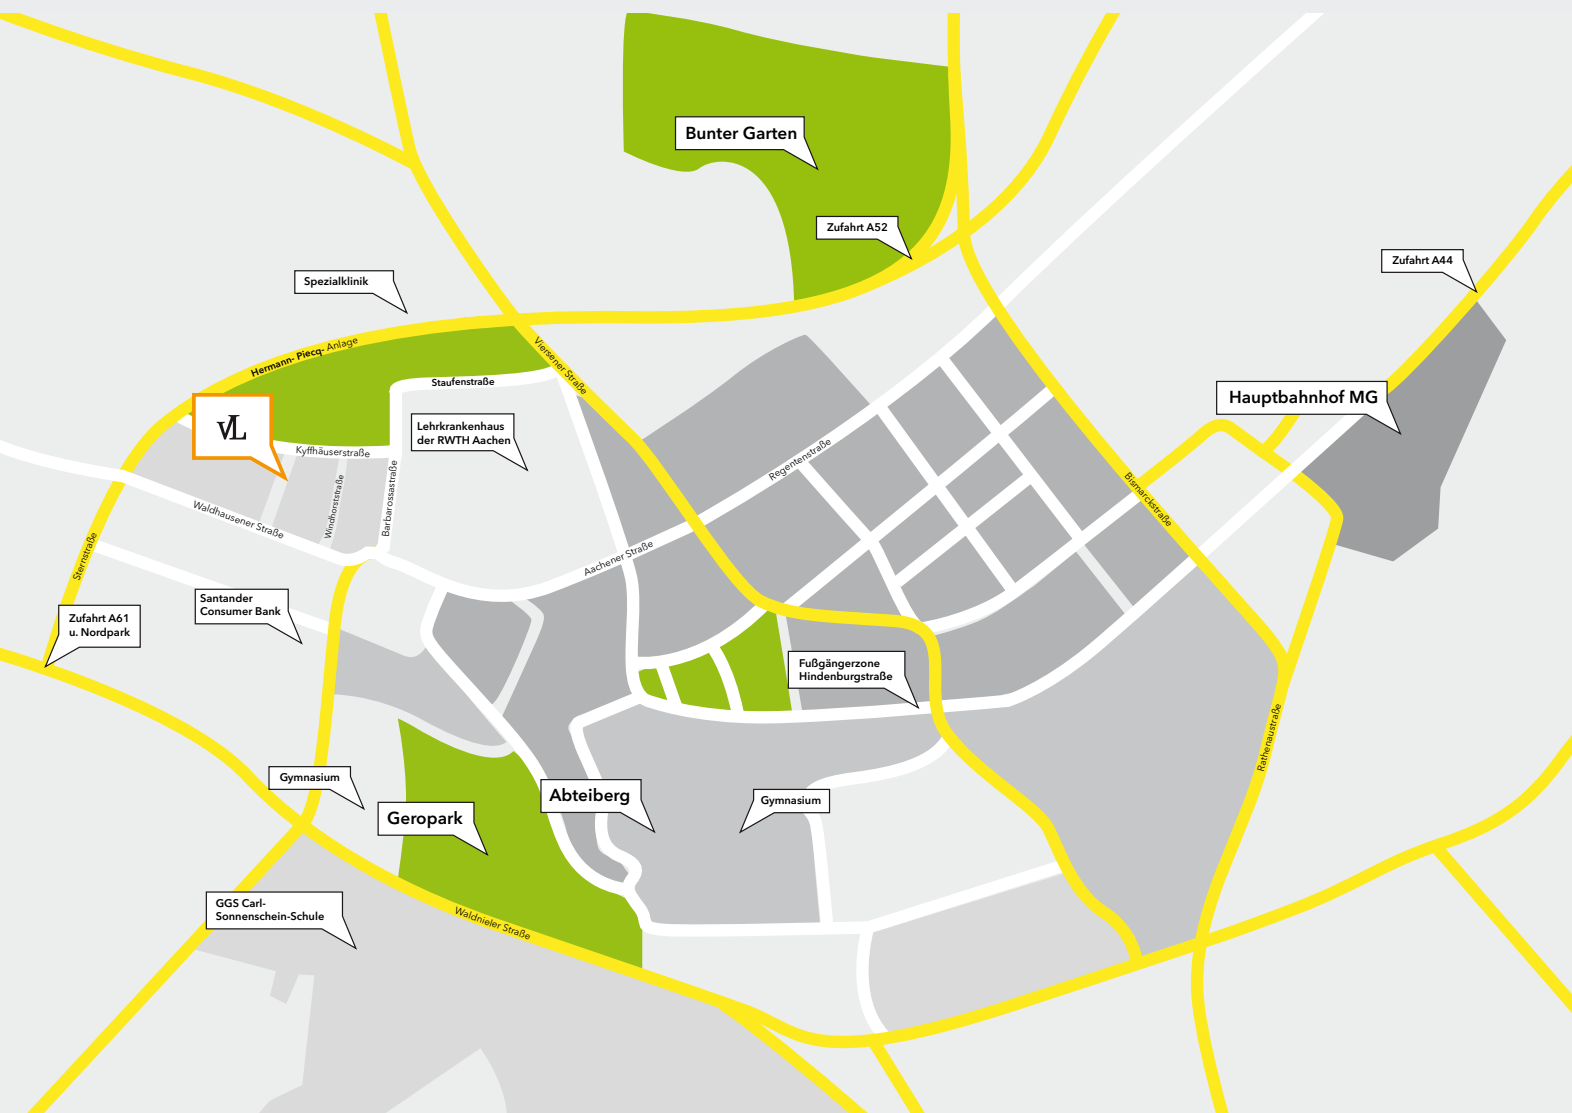 Bunter Garten
Zufahrt A52
Zufahrt A44
Spezialklinik
Hermann- Piecq- Anlage
Viersener Straße
Staufenstraße
Hauptbahnhof MG
vL
Lehrkrankenhaus
der RWTH Aachen
Kyffhäuserstraße
Regentenstraße
Windhorststraße
Barbarossastraße
Bismarckstraße
Waldhausener Straße
Sternstraße
Aachener Straße
Santander
Consumer Bank
Zufahrt A61
u. Nordpark
Fußgängerzone
Hindenburgstraße
Rathenaustraße
Gymnasium
Geropark
Abteiberg
Gymnasium
GGS Carl-
Sonnenschein-Schule
Waldnieler Straße